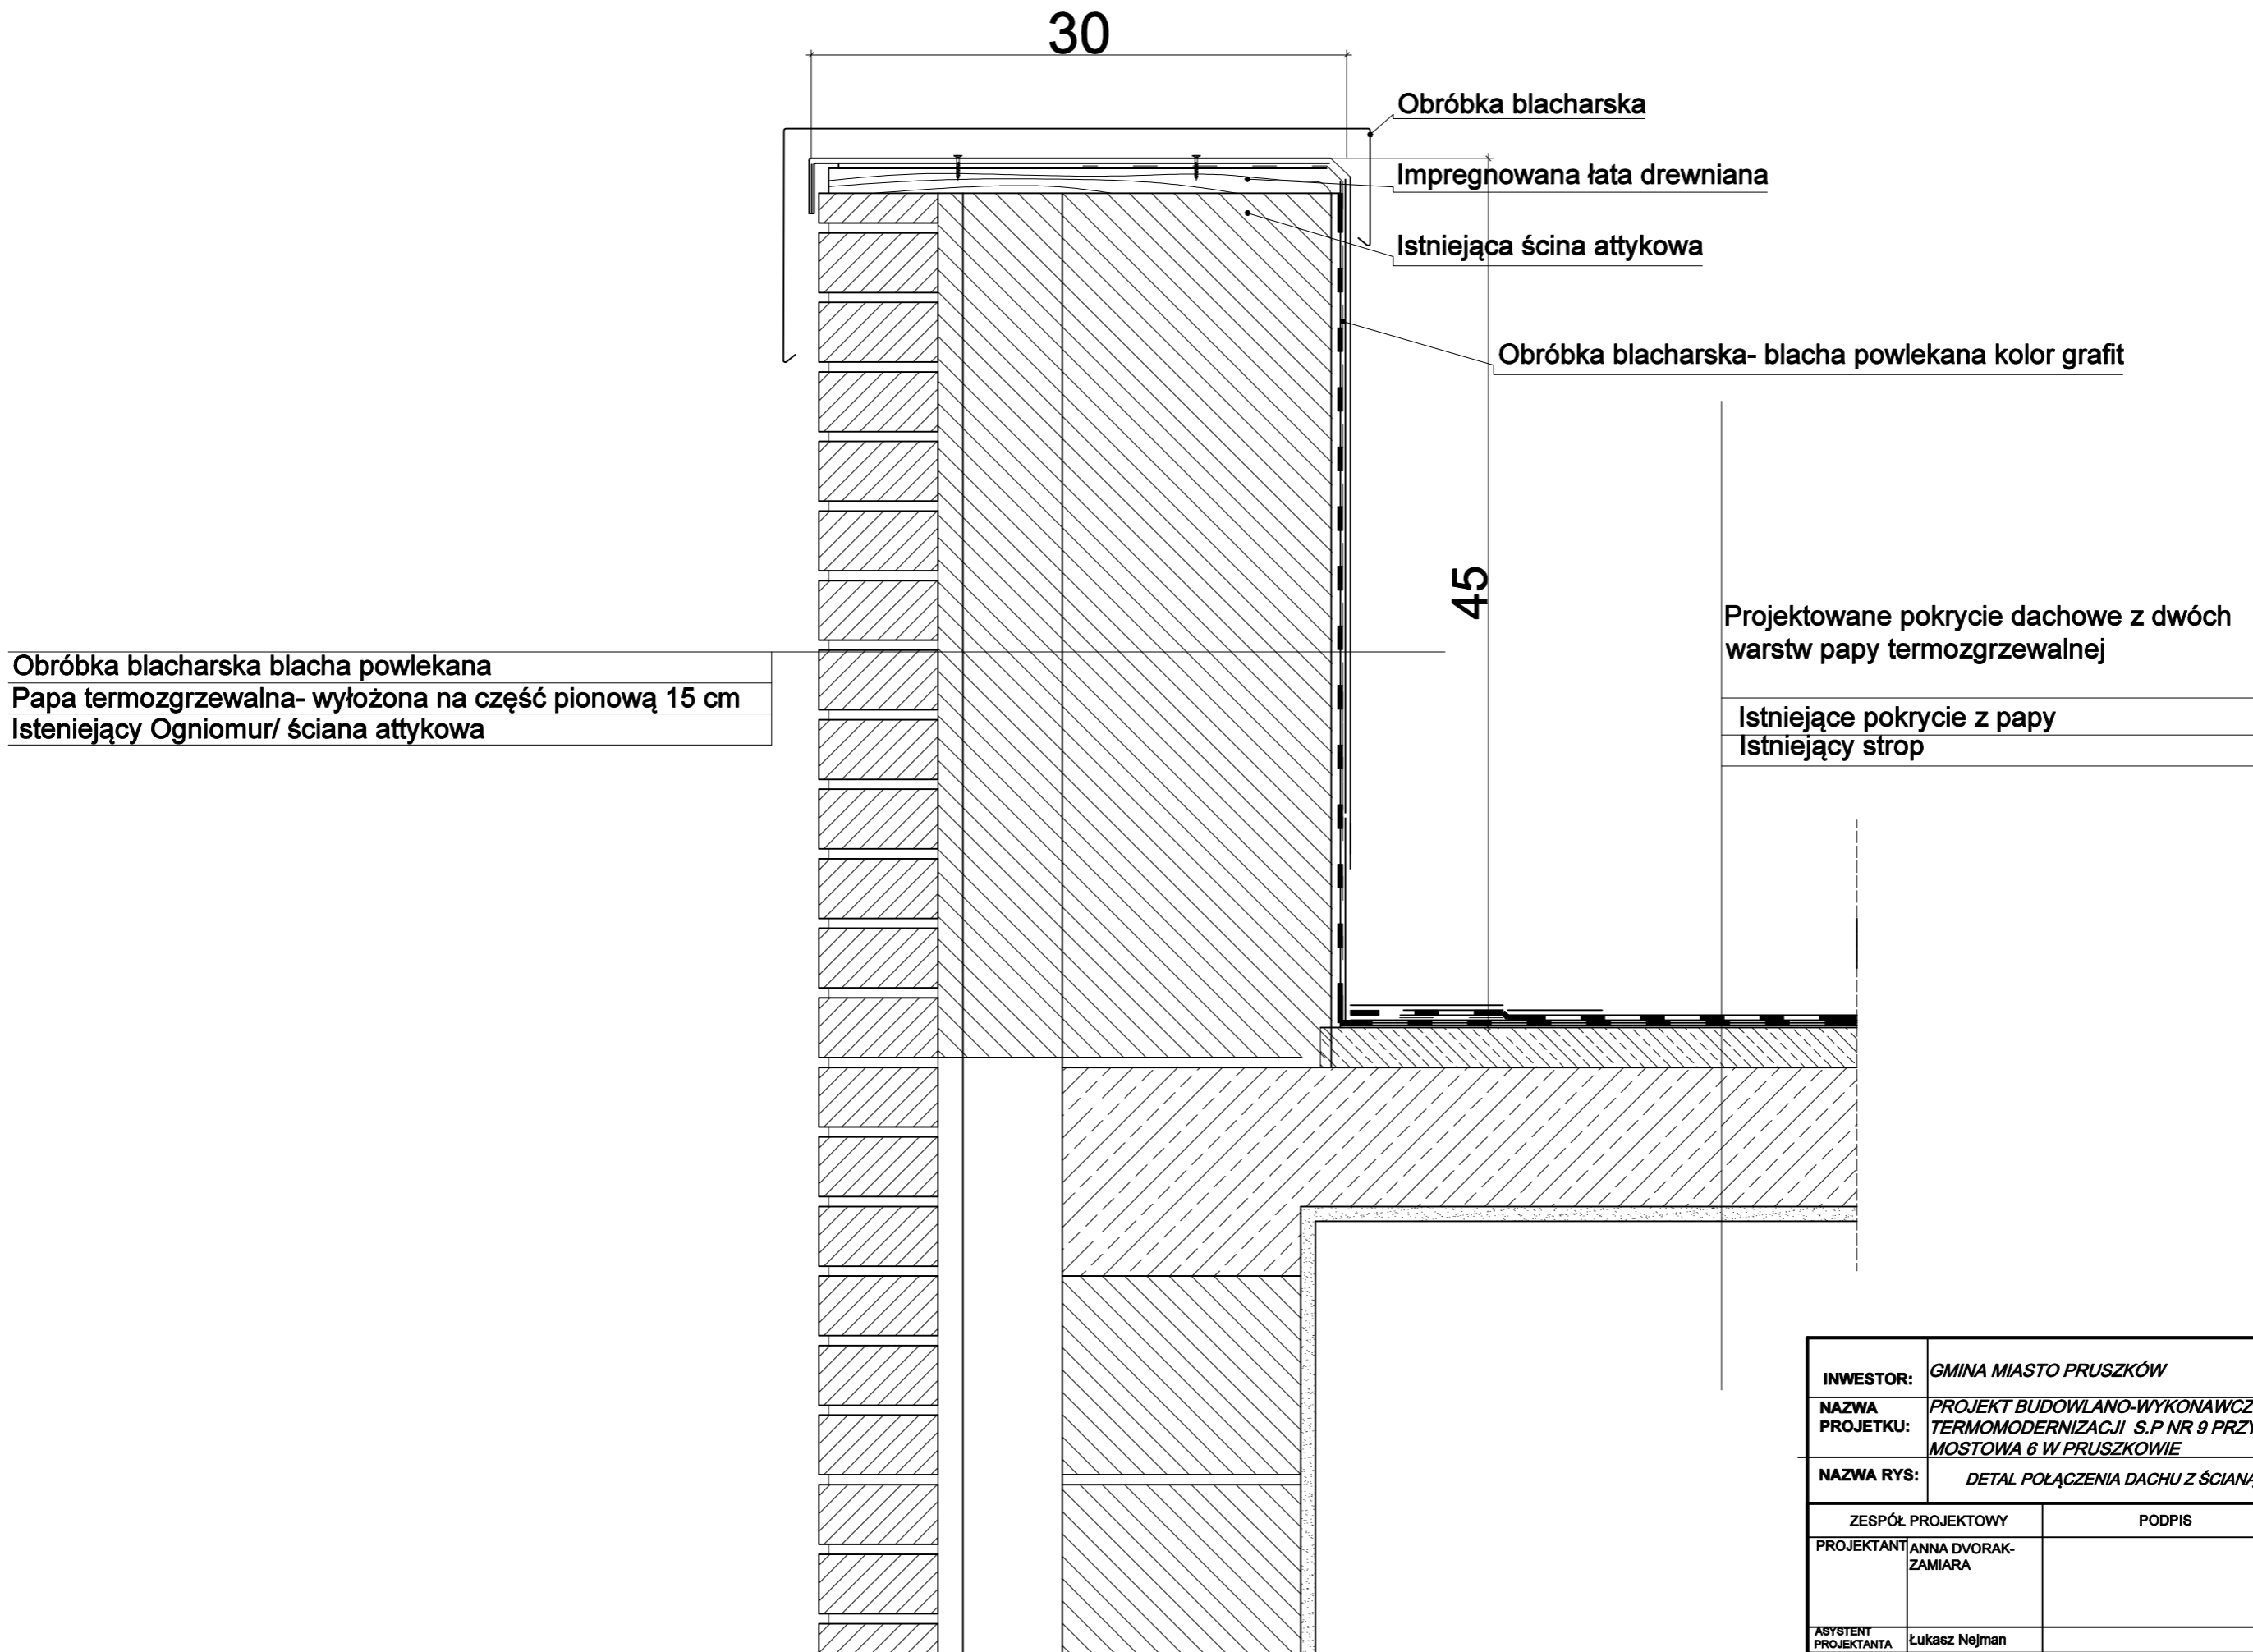 30
Obróbka blacharska
Impregnowana łata drewniana
Istniejąca ścina attykowa
Obróbka blacharska- blacha powlekana kolor grafit
45
Projektowane pokrycie dachowe z dwóch
warstw papy termozgrzewalnej
Istniejące pokrycie z papy
Istniejący strop
Obróbka blacharska blacha powlekana
Papa termozgrzewalna- wyłożona na część pionową 15 cm
Isteniejący Ogniomur/ ściana attykowa
INWESTOR: GMINA MIASTO PRUSZKÓW
NAZWA PROJETKU: PROJEKT BUDOWLANO-WYKONAWCZ
TERMOMODERNIZACJI S.P NR 9 PRZY
MOSTOWA 6 W PRUSZKOWIE
NAZWA RYS: DETAL POŁĄCZENIA DACHU Z ŚCIANĄ
ZESPÓŁ PROJEKTOWY PODPIS
PROJEKTANT ANNA DVORAK-
ZAMIARA
ASYSTENT
PROJEKTANTA Łukasz Nejman